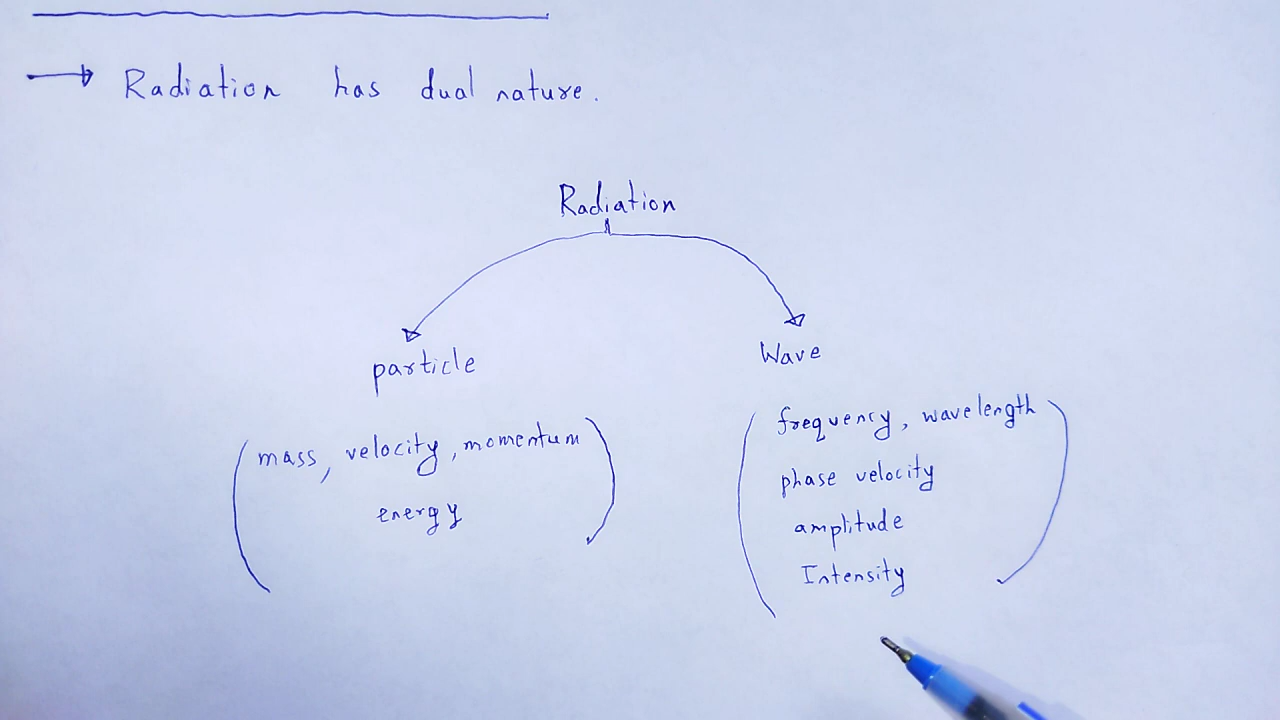 Radiation has dual nature.
Radiation
particle
Wave
mass, velocity, momentum
energy
frequency, wavelength
phase velocity
amplitude
Intensity